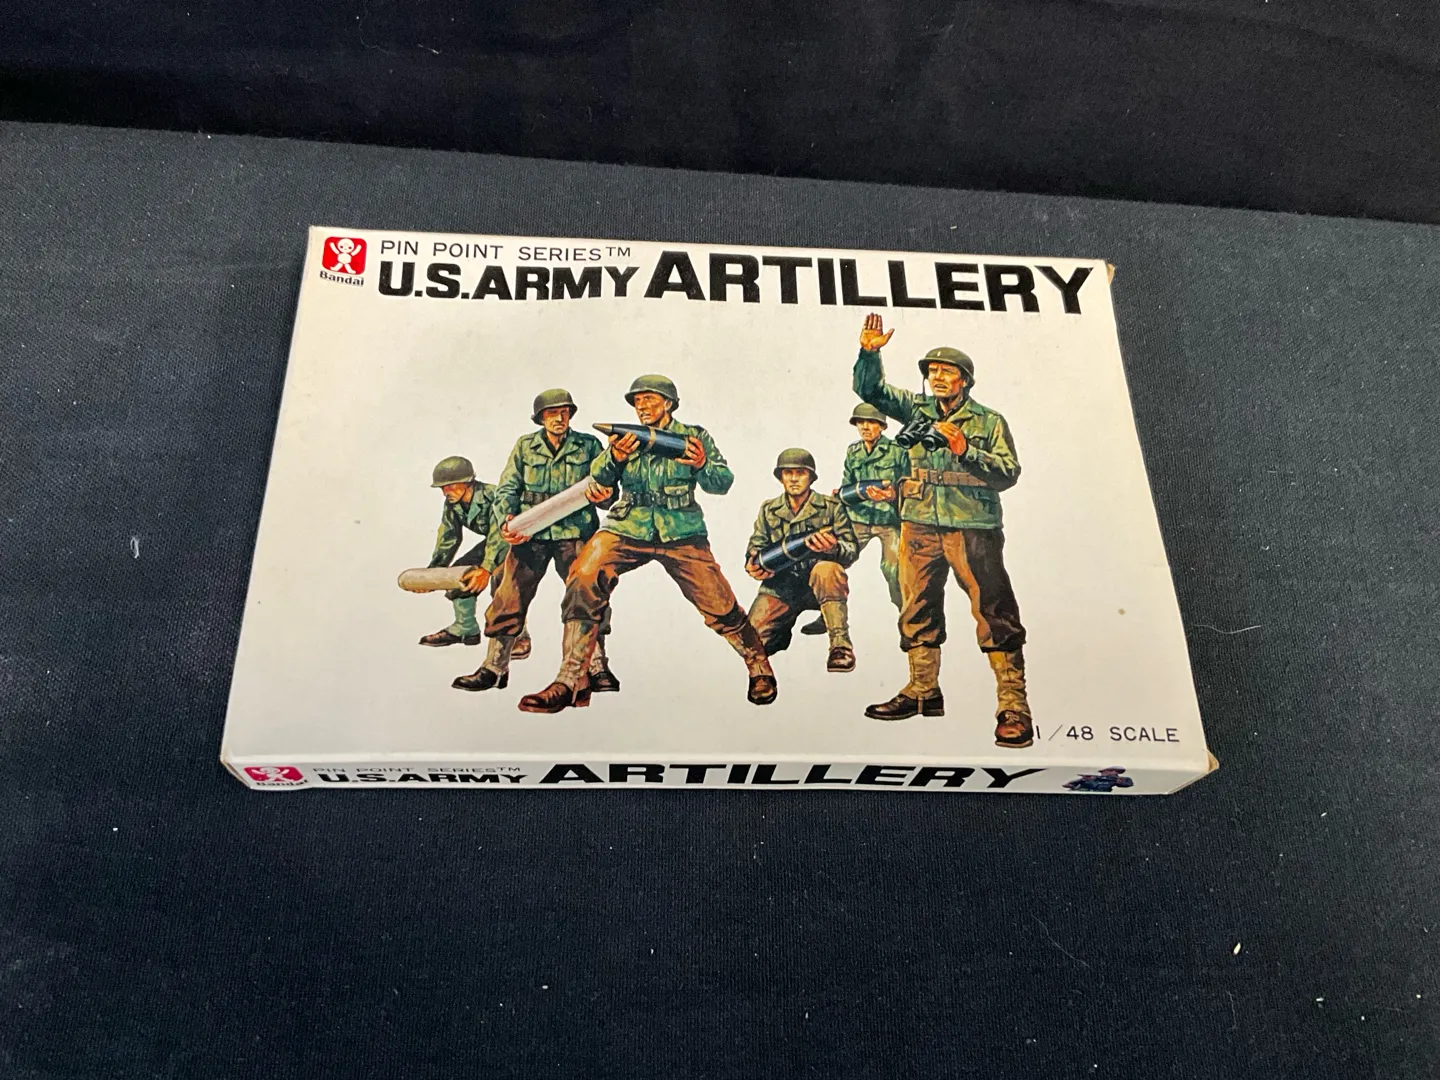 PIN POINT SERIES™
Bandai
U.S.ARMY ARTILLERY
1/48 SCALE
PIN POINT SERIES™
Bandai
U.S.ARMY ARTILLERY